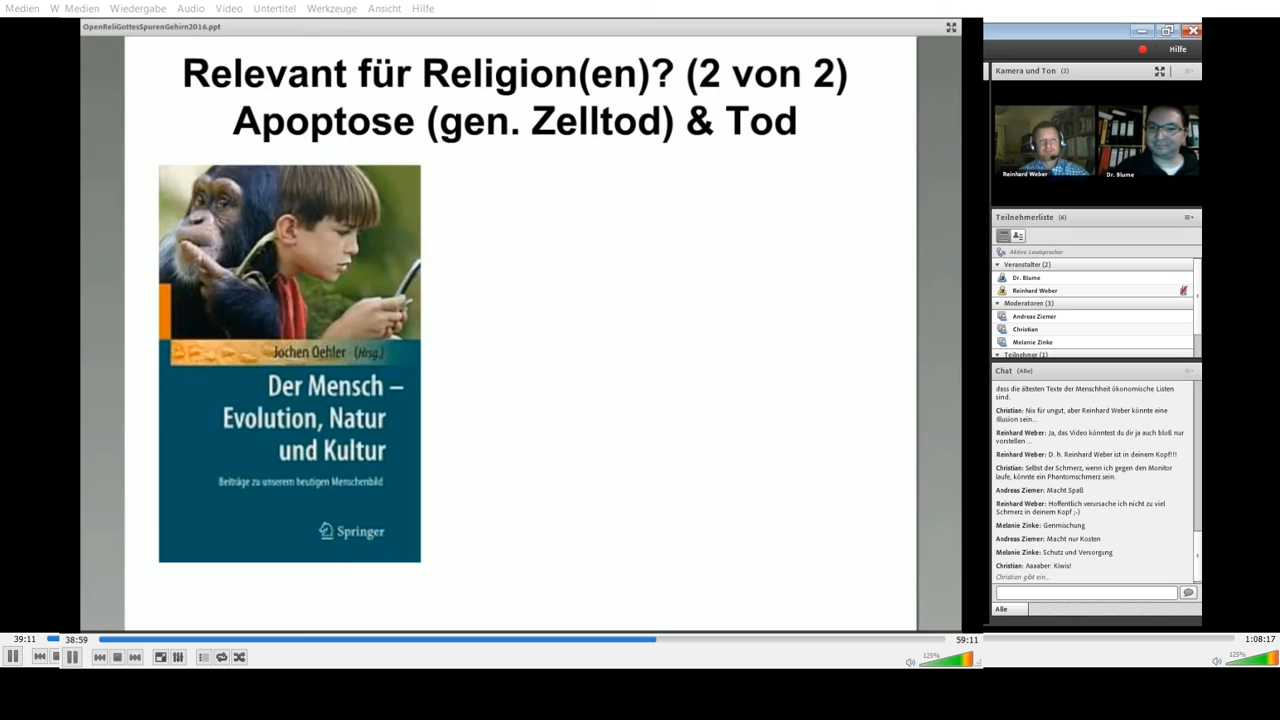 Medien W Medien Wiedergabe Audio Video Untertitel Werkzeuge Ansicht Hilfe
OpenReliGottesSpurenGehirn2016.ppt
Relevant für Religion(en)? (2 von 2)
Apoptose (gen. Zelltod) & Tod
Jochen Oehler (Hrsg.)
Der Mensch –
Evolution, Natur
und Kultur
Beiträge zu unserem heutigen Menschenbild
Springer
Hilfe
Kamera und Ton (2)
Reinhard Weber
Dr. Blume
Teilnehmerliste (6)
Aktive Lautsprecher
Veranstalter (2)
Dr. Blume
Reinhard Weber
Moderatoren (3)
Andreas Ziemer
Christian
Melanie Zinke
Teilnehmer (1)
Chat (Alle)
dass die ältesten Texte der Menschheit ökonomische Listen
sind.
Christian: Nix für ungut, aber Reinhard Weber könnte eine
Illusion sein...
Reinhard Weber: Ja, das Video könntest du dir ja auch bloß nur
vorstellen ...
Reinhard Weber: D. h. Reinhard Weber ist in deinem Kopf!!!
Christian: Selbst der Schmerz, wenn ich gegen den Monitor
laufe, könnte ein Phantomschmerz sein.
Andreas Ziemer: Macht Spaß
Reinhard Weber: Hoffentlich verursache ich nicht zu viel
Schmerz in deinem Kopf ;-)
Melanie Zinke: Genmischung
Andreas Ziemer: Macht nur Kosten
Melanie Zinke: Schutz und Versorgung
Christian: Aaaaber: Kiwis!
Christian gibt ein...
Alle
39:11 38:59 59:11 1:08:17
125% 125%